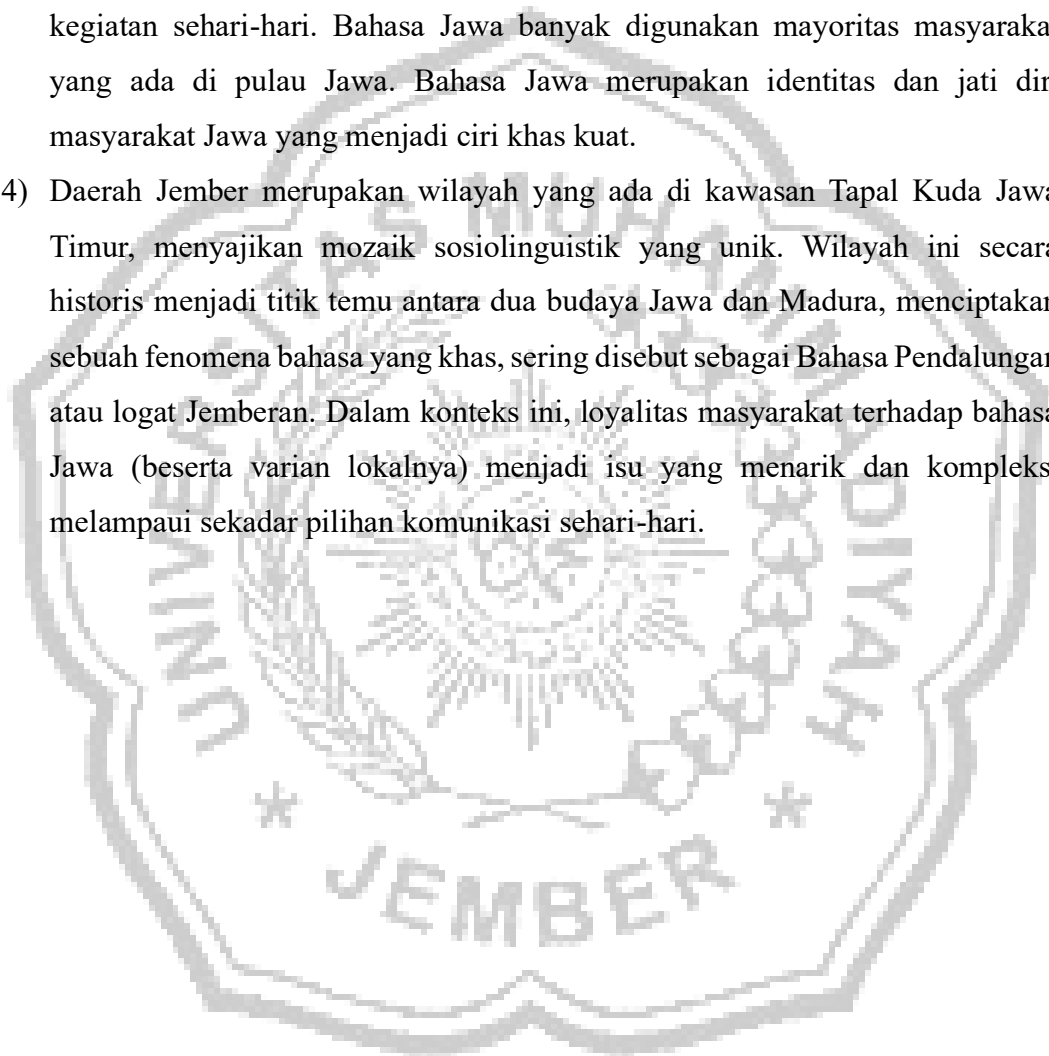 kegiatan sehari-hari. Bahasa Jawa banyak digunakan mayoritas masyaraka
yang ada di pulau Jawa. Bahasa Jawa merupakan identitas dan jati dir
masyarakat Jawa yang menjadi ciri khas kuat.
4) Daerah Jember merupakan wilayah yang ada di kawasan Tapal Kuda Jawa
Timur, menyajikan mozaik sosiolinguistik yang unik. Wilayah ini secara
historis menjadi titik temu antara dua budaya Jawa dan Madura, menciptakan
sebuah fenomena bahasa yang khas, sering disebut sebagai Bahasa Pendalungan
atau logat Jemberan. Dalam konteks ini, loyalitas masyarakat terhadap bahasa
Jawa (beserta varian lokalnya) menjadi isu yang menarik dan kompleks
melampaui sekadar pilihan komunikasi sehari-hari.
UNIVERSITAS MUHAMMADIYAH
JEMBER